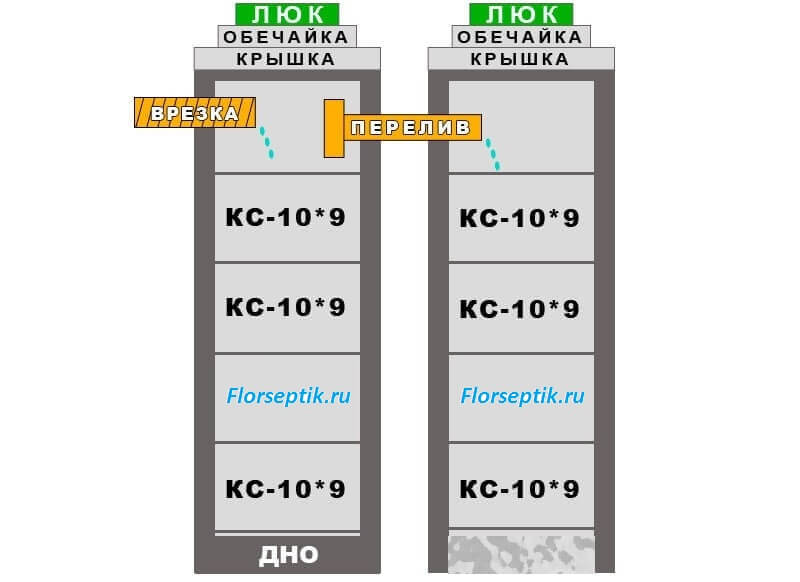 ЛЮК
ОБЕЧАЙКА
КРЫШКА
ВРЕЗКА
ПЕРЕЛИВ
КС-10*9
КС-10*9
Florseptik.ru
КС-10*9
ДНО
ЛЮК
ОБЕЧАЙКА
КРЫШКА
КС-10*9
КС-10*9
Florseptik.ru
КС-10*9